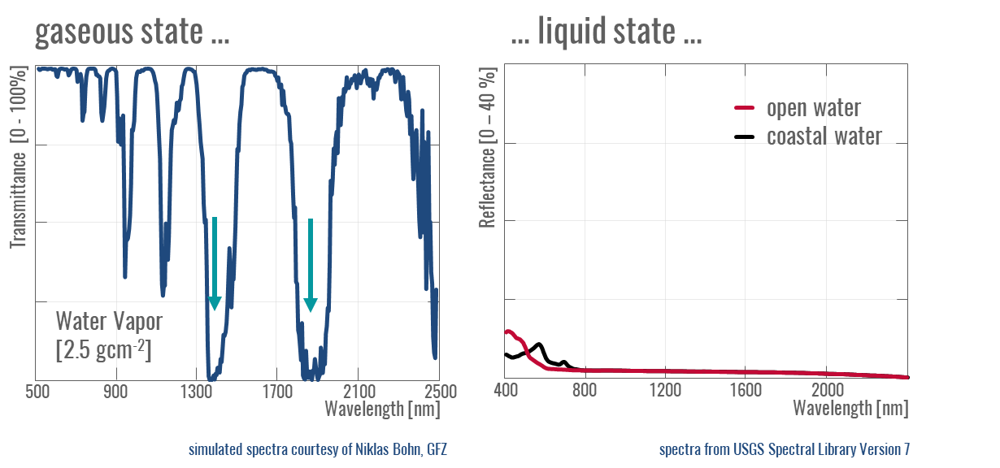 gaseous state ...
... liquid state ...
Transmittance [0 - 100%]
Water Vapor
[2.5 gcm⁻²]
500 900 1300 1700 2100 2500
Wavelength [nm]
simulated spectra courtesy of Niklas Bohn, GFZ
Reflectance [0 – 40 %]
open water
coastal water
400 800 1200 1600 2000
Wavelength [nm]
spectra from USGS Spectral Library Version 7